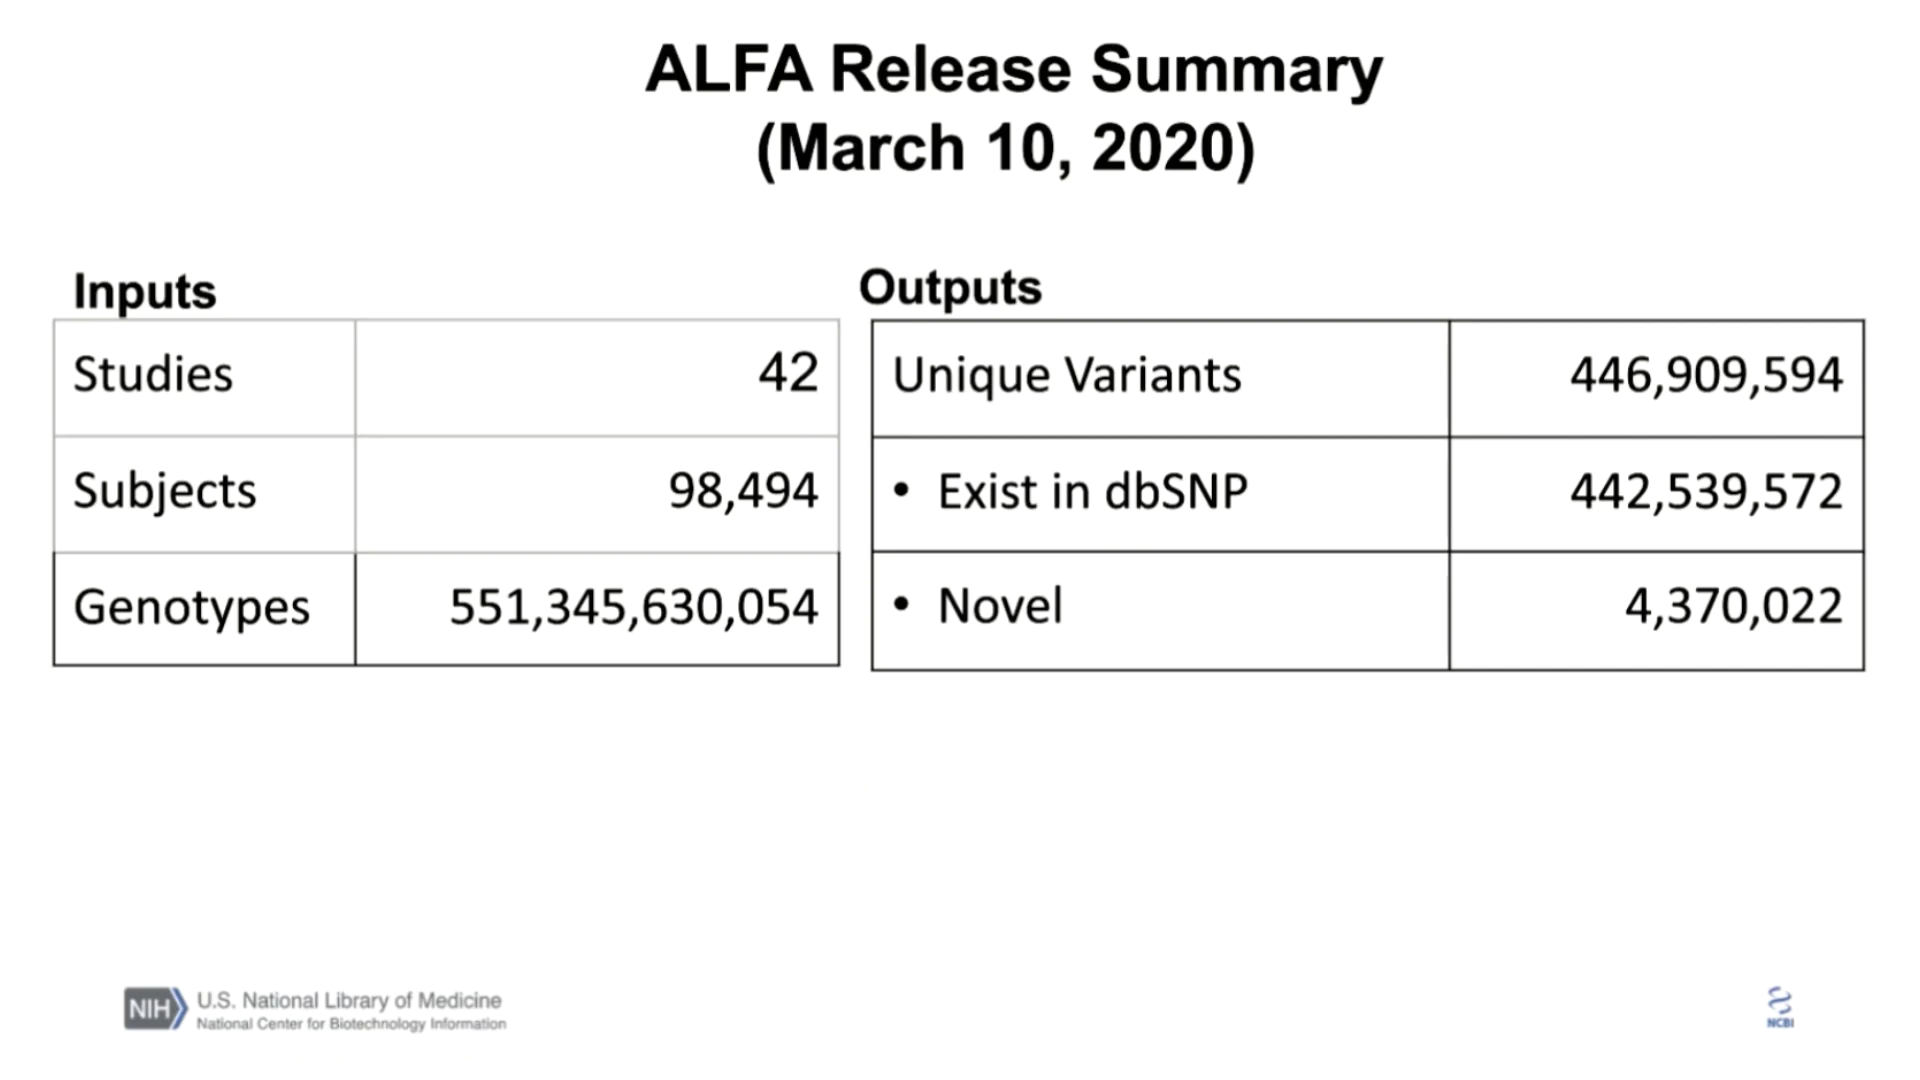 ALFA Release Summary
(March 10, 2020)
Inputs
Studies 42
Subjects 98,494
Genotypes 551,345,630,054
Outputs
Unique Variants 446,909,594
• Exist in dbSNP 442,539,572
• Novel 4,370,022
NIH U.S. National Library of Medicine
National Center for Biotechnology Information
NCBI